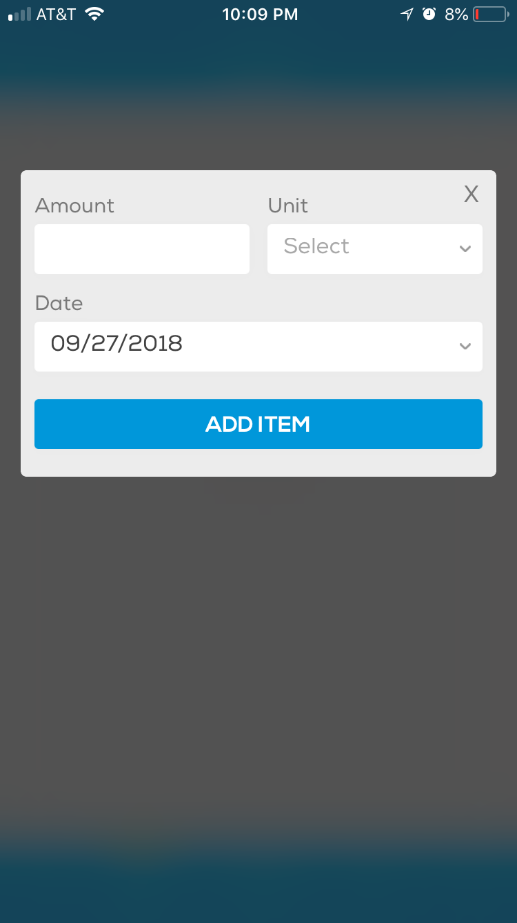 AT&T 10:09 PM 8%
X
Amount Unit
Select
Date
09/27/2018
ADD ITEM